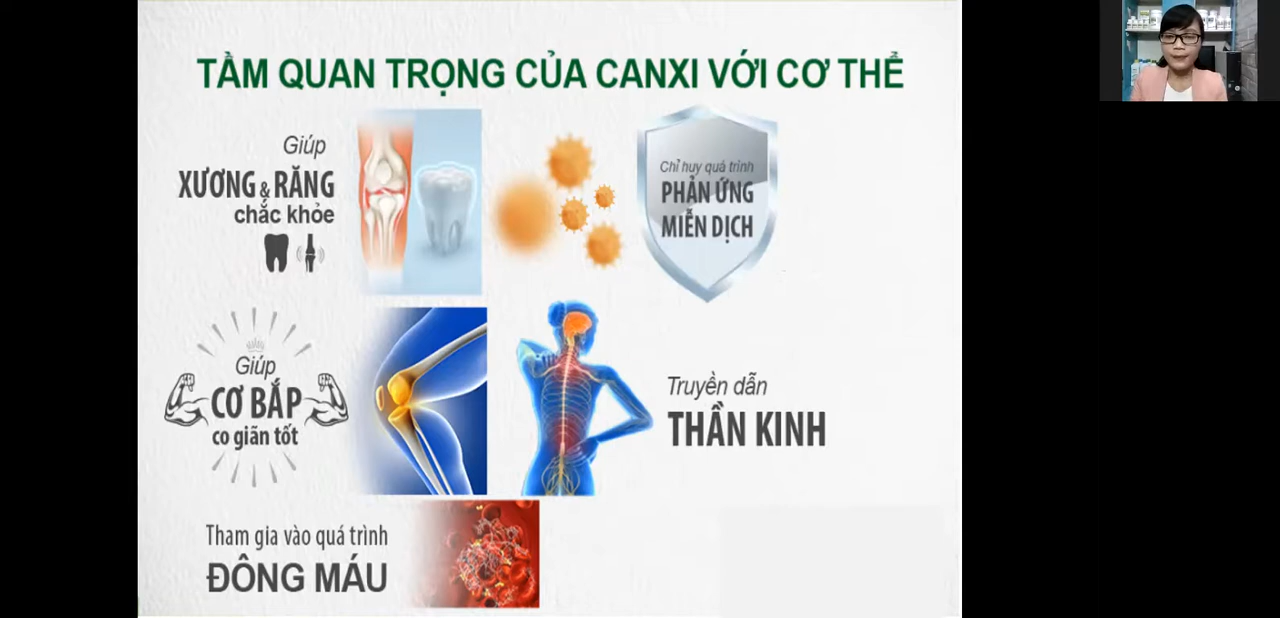 TẦM QUAN TRỌNG CỦA CANXI VỚI CƠ THỂ
Giúp
XƯƠNG & RĂNG
chắc khỏe
Chỉ huy quá trình
PHẢN ỨNG
MIỄN DỊCH
Giúp
CƠ BẮP
co giãn tốt
Truyền dẫn
THẦN KINH
Tham gia vào quá trình
ĐÔNG MÁU